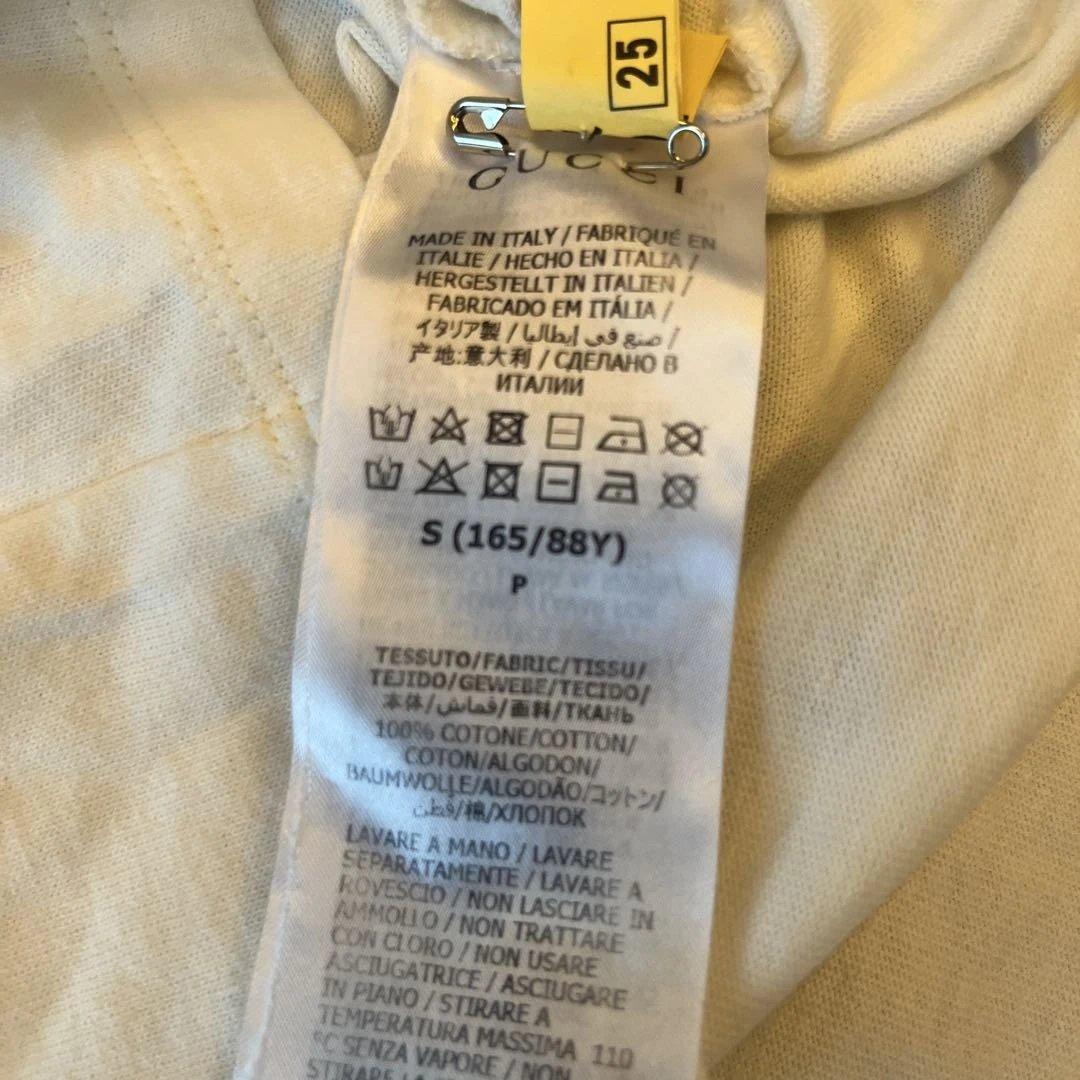 25
GUCCI
MADE IN ITALY / FABRIQUÉ EN
ITALIE / HECHO EN ITALIA /
HERGESTELLT IN ITALIEN /
FABRICADO EM ITÁLIA /
イタリア製 / صنع في إيطاليا /
产地:意大利 / СДЕЛАНО В
ИТАЛИИ
S (165/88Y)
P
TESSUTO/FABRIC/TISSU/
TEJIDO/GEWEBE/TECIDO/
本体/قماش/面料/ТКАНЬ
100% COTONE/COTTON/
COTON/ALGODON/
BAUMWOLLE/ALGODÃO/コットン/
قطن/棉/ХЛОПОК
LAVARE A MANO / LAVARE
SEPARATAMENTE / LAVARE A
ROVESCIO / NON LASCIARE IN
AMMOLLO / NON TRATTARE
CON CLORO / NON USARE
ASCIUGATRICE / ASCIUGARE
IN PIANO / STIRARE A
TEMPERATURA MASSIMA 110
°C SENZA VAPORE / NON